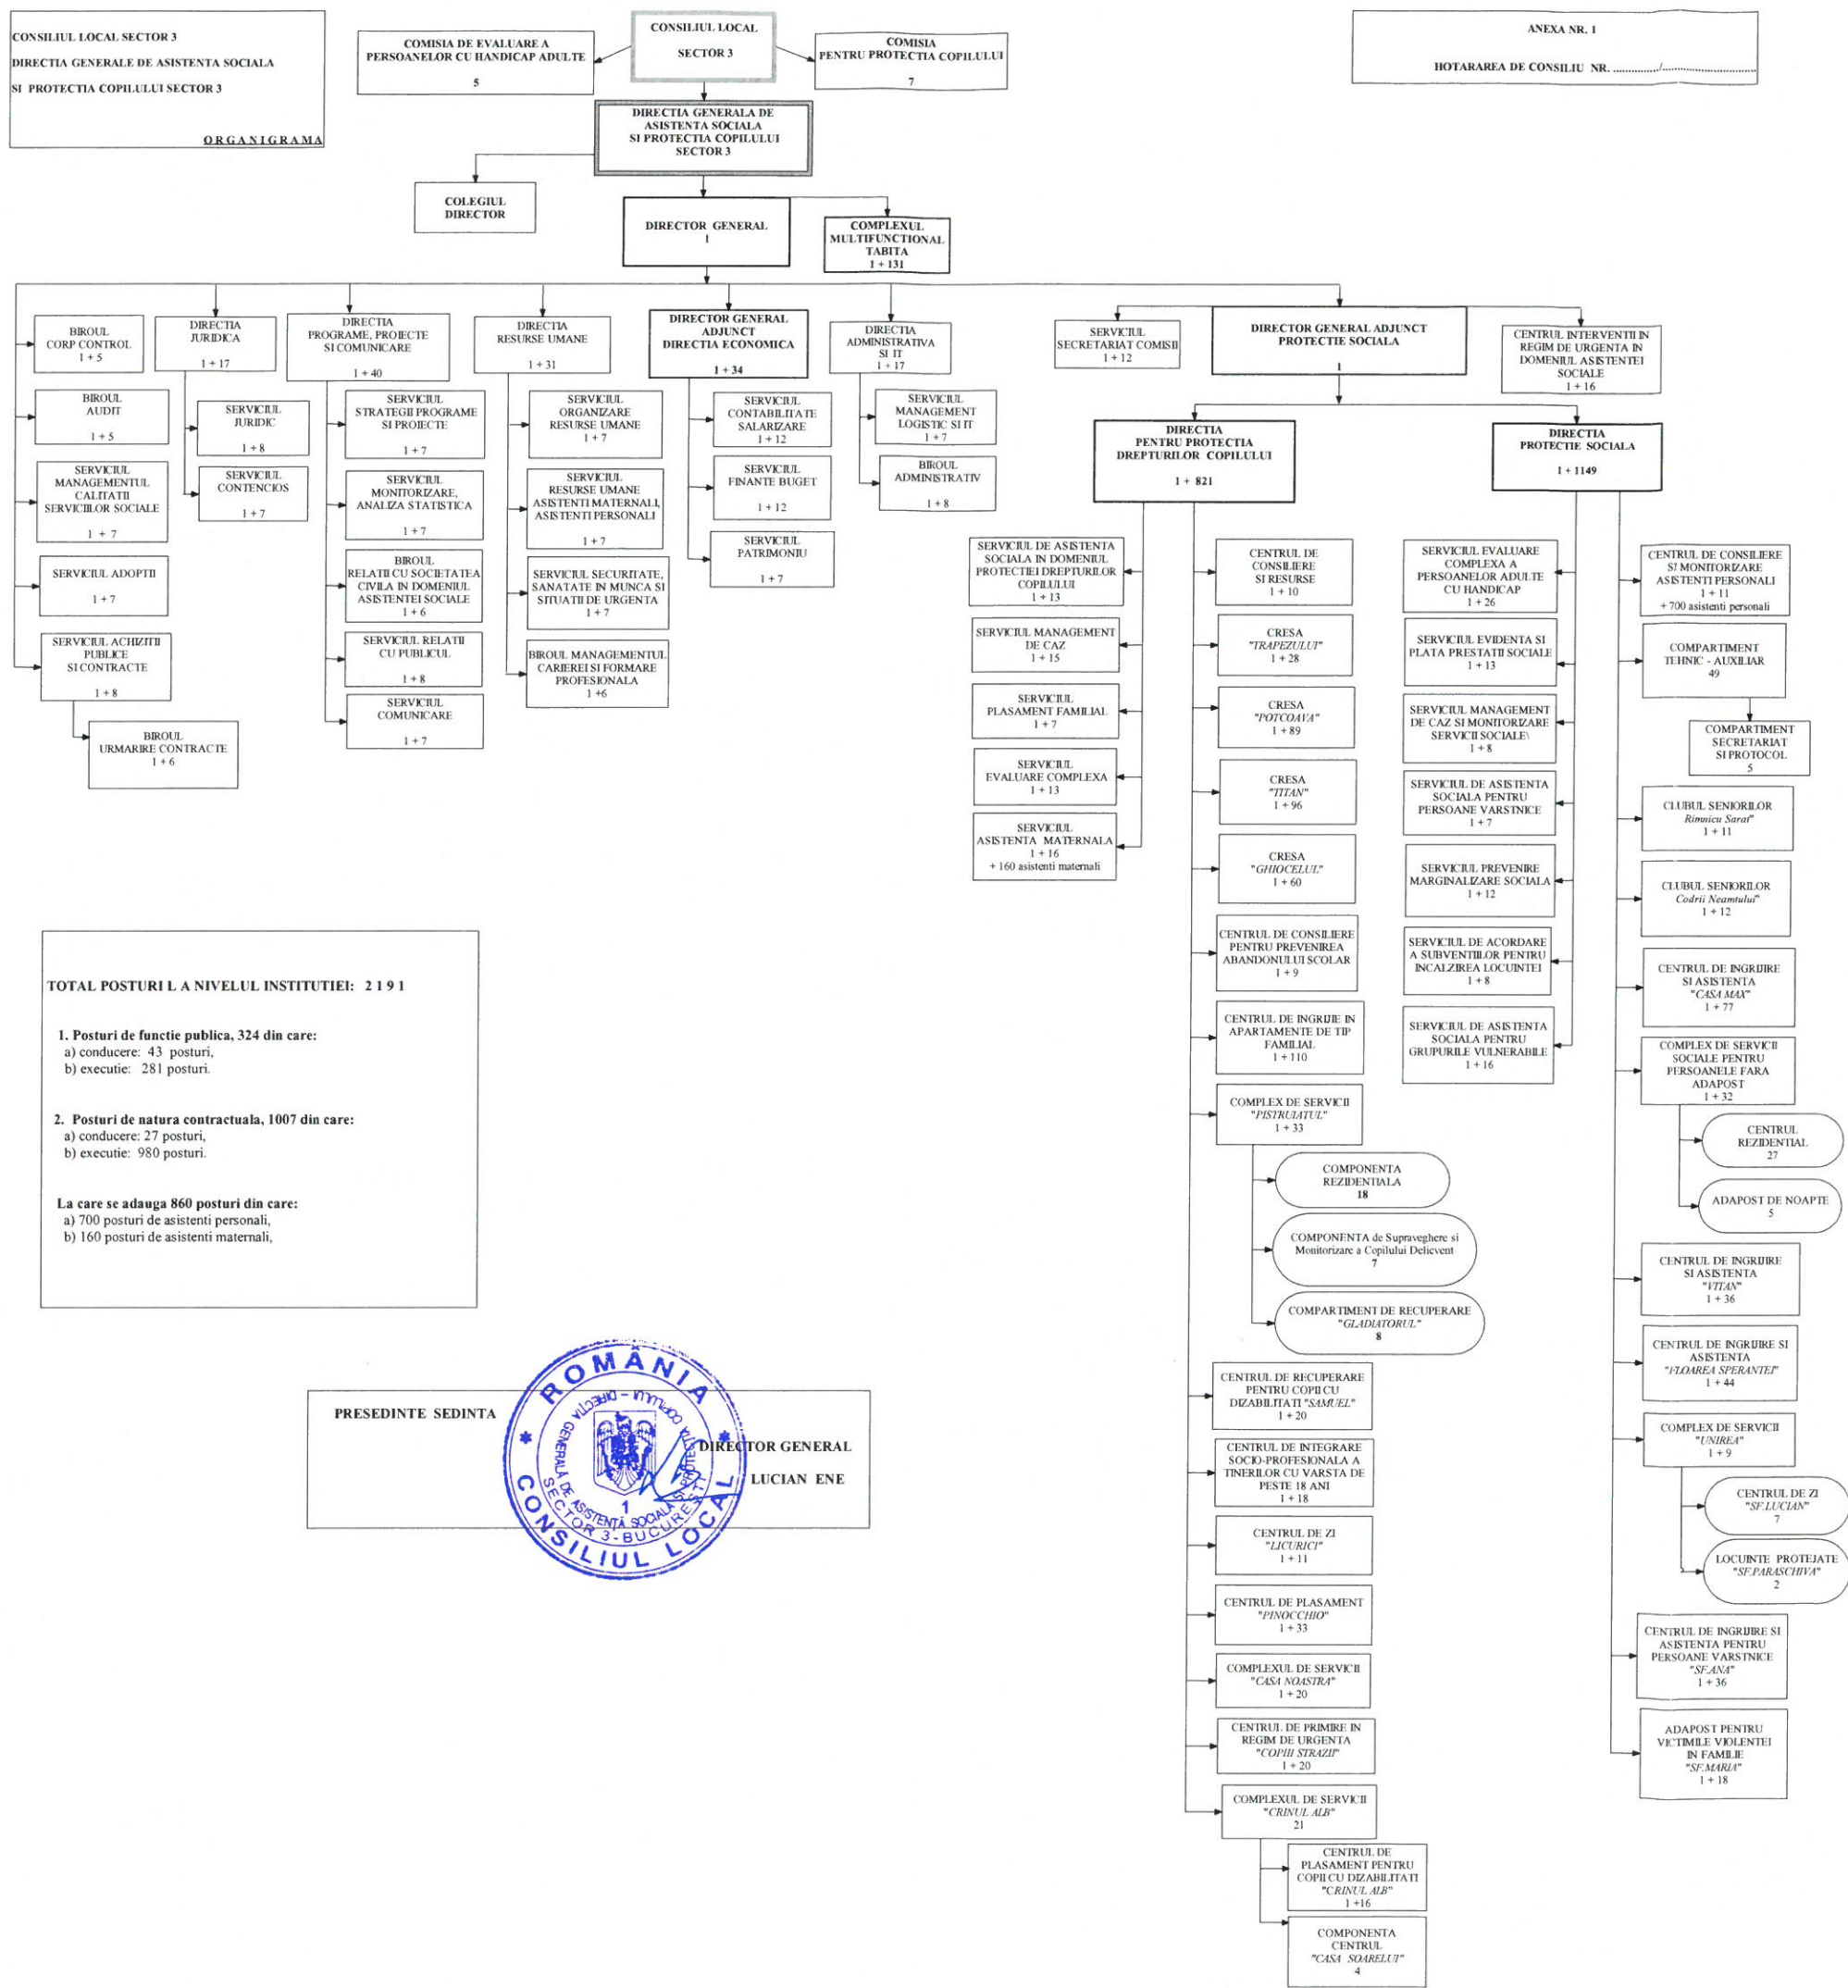 CONSILIUL LOCAL SECTOR 3
DIRECTIA GENERALE DE ASISTENTA SOCIALA
SI PROTECTIA COPILULUI SECTOR 3
ORGANIGRAMA
COMISIA DE EVALUARE A
PERSOANELOR CU HANDICAP ADULTE
5
CONSILIUL LOCAL
SECTOR 3
COMISIA
PENTRU PROTECTIA COPILULUI
7
ANEXA NR. 1
HOTARAREA DE CONSILIU NR. ............./..............................
DIRECTIA GENERALA DE
ASISTENTA SOCIALA
SI PROTECTIA COPILULUI
SECTOR 3
COLEGIUL
DIRECTOR
DIRECTOR GENERAL
1
COMPLEXUL
MULTIFUNCTIONAL
TABITA
1 + 131
BIROUL
CORP CONTROL
1 + 5
DIRECTIA
JURIDICA
1 + 17
DIRECTIA
PROGRAME, PROIECTE
SI COMUNICARE
1 + 40
DIRECTIA
RESURSE UMANE
1 + 31
DIRECTOR GENERAL
ADJUNCT
DIRECTIA ECONOMICA
1 + 34
DIRECTIA
ADMINISTRATIVA
SI IT
1 + 17
SERVICIUL
SECRETARIAT COMISII
1 + 12
DIRECTOR GENERAL ADJUNCT
PROTECTIE SOCIALA
1
CENTRUL INTERVENTII IN
REGIM DE URGENTA IN
DOMENIUL ASISTENTEI
SOCIALE
1 + 16
BIROUL
AUDIT
1 + 5
SERVICIUL
MANAGEMENTUL
CALITATII
SERVICIILOR SOCIALE
1 + 7
SERVICIUL ADOPTII
1 + 7
SERVICIUL ACHIZITII
PUBLICE
SI CONTRACTE
1 + 8
BIROUL
URMARIRE CONTRACTE
1 + 6
SERVICIUL
JURIDIC
1 + 8
SERVICIUL
CONTENCIOS
1 + 7
SERVICIUL
STRATEGII PROGRAME
SI PROIECTE
1 + 7
SERVICIUL
MONITORIZARE,
ANALIZA STATISTICA
1 + 7
BIROUL
RELATII CU SOCIETATEA
CIVILA IN DOMENIUL
ASISTENTEI SOCIALE
1 + 6
SERVICIUL RELATII
CU PUBLICUL
1 + 8
SERVICIUL
COMUNICARE
1 + 7
SERVICIUL
ORGANIZARE
RESURSE UMANE
1 + 7
SERVICIUL
RESURSE UMANE
ASISTENTI MATERNALI,
ASISTENTI PERSONALI
1 + 7
SERVICIUL SECURITATE,
SANATATE IN MUNCA SI
SITUATII DE URGENTA
1 + 7
BIROUL MANAGEMENTUL
CARIEREI SI FORMARE
PROFESIONALA
1 +6
SERVICIUL
CONTABILITATE
SALARIZARE
1 + 12
SERVICIUL
FINANTE BUGET
1 + 12
SERVICIUL
PATRIMONIU
1 + 7
SERVICIUL
MANAGEMENT
LOGISTIC SI IT
1 + 7
BIROUL
ADMINISTRATIV
1 + 8
DIRECTIA
PENTRU PROTECTIA
DREPTURILOR COPILULUI
1 + 821
DIRECTIA
PROTECTIE SOCIALA
1 + 1149
SERVICIUL DE ASISTENTA
SOCIALA IN DOMENIUL
PROTECTIEI DREPTURILOR
COPILULUI
1 + 13
SERVICIUL MANAGEMENT
DE CAZ
1 + 15
SERVICIUL
PLASAMENT FAMILIAL
1 + 7
SERVICIUL
EVALUARE COMPLEXA
1 + 13
SERVICIUL
ASISTENTA MATERNALA
1 + 16
+ 160 asistenti maternali
CENTRUL DE
CONSILIERE
SI RESURSE
1 + 10
CRESA
"TRAPEZULUI"
1 + 28
CRESA
"POTCOAVA"
1 + 89
CRESA
"TITAN"
1 + 96
CRESA
"GHIOCELUL"
1 + 60
CENTRUL DE CONSILIERE
PENTRU PREVENIREA
ABANDONULUI SCOLAR
1 + 9
CENTRUL DE INGRIJIE IN
APARTAMENTE DE TIP
FAMILIAL
1 + 110
COMPLEX DE SERVICII
"PISTRUIATUL"
1 + 33
COMPONENTA
REZIDENTIALA
18
COMPONENTA de Supraveghere si
Monitorizare a Copilului Delicvent
7
COMPARTIMENT DE RECUPERARE
"GLADIATORUL"
8
CENTRUL DE RECUPERARE
PENTRU COPII CU
DIZABILITATI "SAMUEL"
1 + 20
CENTRUL DE INTEGRARE
SOCIO-PROFESIONALA A
TINERILOR CU VARSTA DE
PESTE 18 ANI
1 + 18
CENTRUL DE ZI
"LICURICI"
1 + 11
CENTRUL DE PLASAMENT
"PINOCCHIO"
1 + 33
COMPLEXUL DE SERVICII
"CASA NOASTRA"
1 + 20
CENTRUL DE PRIMIRE IN
REGIM DE URGENTA
"COPIII STRAZII"
1 + 20
COMPLEXUL DE SERVICII
"CRINUL ALB"
21
CENTRUL DE
PLASAMENT PENTRU
COPII CU DIZABILITATI
"CRINUL ALB"
1 +16
COMPONENTA
CENTRUL
"CASA SOARELUI"
4
SERVICIUL EVALUARE
COMPLEXA A
PERSOANELOR ADULTE
CU HANDICAP
1 + 26
SERVICIUL EVIDENTA SI
PLATA PRESTATII SOCIALE
1 + 13
SERVICIUL MANAGEMENT
DE CAZ SI MONITORIZARE
SERVICII SOCIALE\
1 + 8
SERVICIUL DE ASISTENTA
SOCIALA PENTRU
PERSOANE VARSTNICE
1 + 7
SERVICIUL PREVENIRE
MARGINALIZARE SOCIALA
1 + 12
SERVICIUL DE ACORDARE
A SUBVENTIILOR PENTRU
INCALZIREA LOCUINTEI
1 + 8
SERVICIUL DE ASISTENTA
SOCIALA PENTRU
GRUPURILE VULNERABILE
1 + 16
CENTRUL DE CONSILIERE
SI MONITORIZARE
ASISTENTI PERSONALI
1 + 11
+ 700 asistenti personali
COMPARTIMENT
TEHNIC - AUXILIAR
49
COMPARTIMENT
SECRETARIAT
SI PROTOCOL
5
CLUBUL SENIORILOR
Rimnicu Sarat"
1 + 11
CLUBUL SENIORILOR
Codrii Neamtului"
1 + 12
CENTRUL DE INGRIJIRE
SI ASISTENTA
"CASA MAX"
1 + 77
COMPLEX DE SERVICII
SOCIALE PENTRU
PERSOANELE FARA
ADAPOST
1 + 32
CENTRUL
REZIDENTIAL
27
ADAPOST DE NOAPTE
5
CENTRUL DE INGRIJIRE
SI ASISTENTA
"VITAN"
1 + 36
CENTRUL DE INGRIJIRE SI
ASISTENTA
"FLOAREA SPERANTEI"
1 + 44
COMPLEX DE SERVICII
"UNIREA"
1 + 9
CENTRUL DE ZI
"SF.LUCIAN"
7
LOCUINTE PROTEJATE
"SF.PARASCHIVA"
2
CENTRUL DE INGRIJIRE SI
ASISTENTA PENTRU
PERSOANE VARSTNICE
"SF.ANA"
1 + 36
ADAPOST PENTRU
VICTIMILE VIOLENTEI
IN FAMILIE
"SF.MARIA"
1 + 18
TOTAL POSTURI L A NIVELUL INSTITUTIEI: 2 1 9 1
1. Posturi de functie publica, 324 din care:
a) conducere: 43 posturi,
b) executie: 281 posturi.
2. Posturi de natura contractuala, 1007 din care:
a) conducere: 27 posturi,
b) executie: 980 posturi.
La care se adauga 860 posturi din care:
a) 700 posturi de asistenti personali,
b) 160 posturi de asistenti maternali,
PRESEDINTE SEDINTA
DIRECTOR GENERAL
LUCIAN ENE
ROMÂNIA
CONSILIUL LOCAL
DIRECȚIA GENERALĂ DE ASISTENȚĂ SOCIALĂ ȘI PROTECȚIA COPILULUI
SECTOR 3 - BUCUREȘTI
1